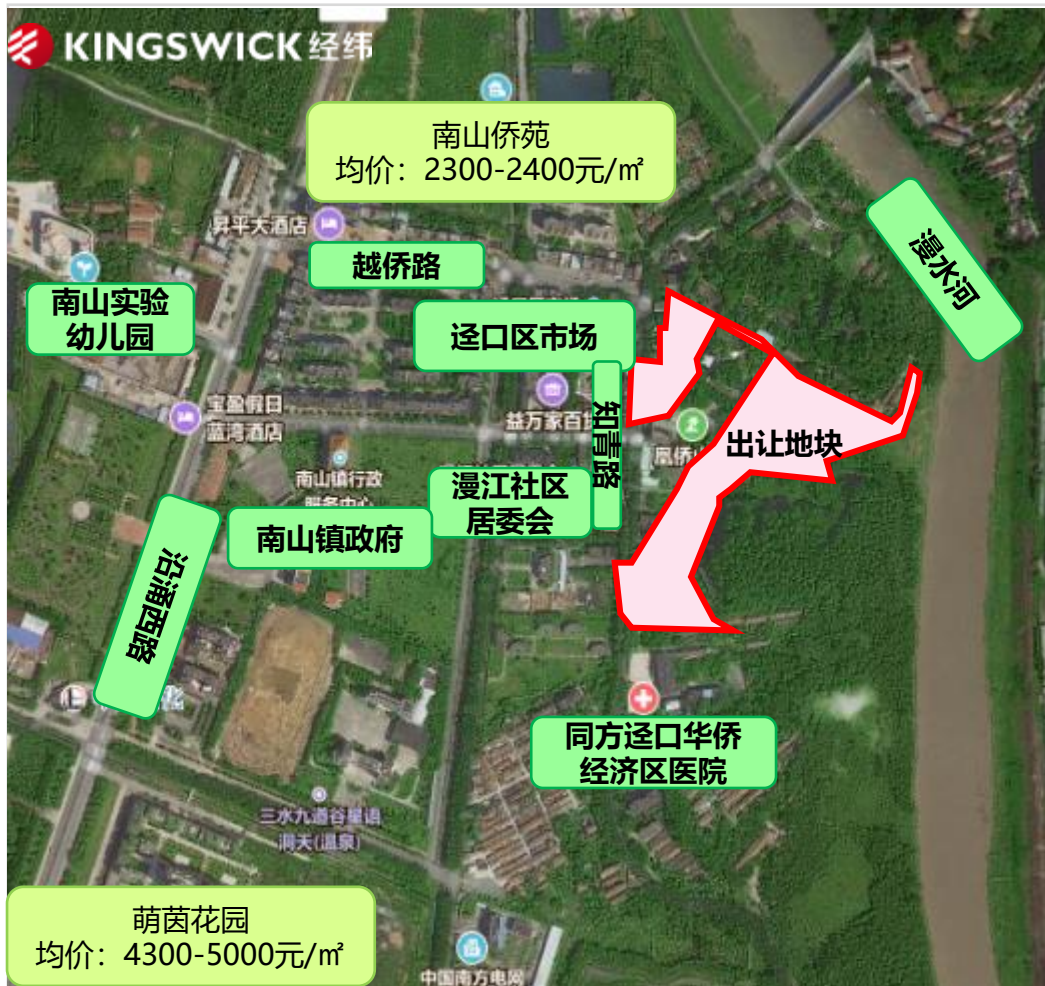 KINGSWICK 经纬
南山侨苑
均价：2300-2400元/㎡
昇平大酒店
越侨路
漫水河
南山实验
幼儿园
迳口区市场
宝盈假日
蓝湾酒店
益万家百货
知青路
凰侨
出让地块
南山镇行政
服务中心
漫江社区
居委会
南山镇政府
沿涌西路
同方迳口华侨
经济区医院
三水九道谷星语
洞天(温泉)
萌茵花园
均价：4300-5000元/㎡
中国南方电网